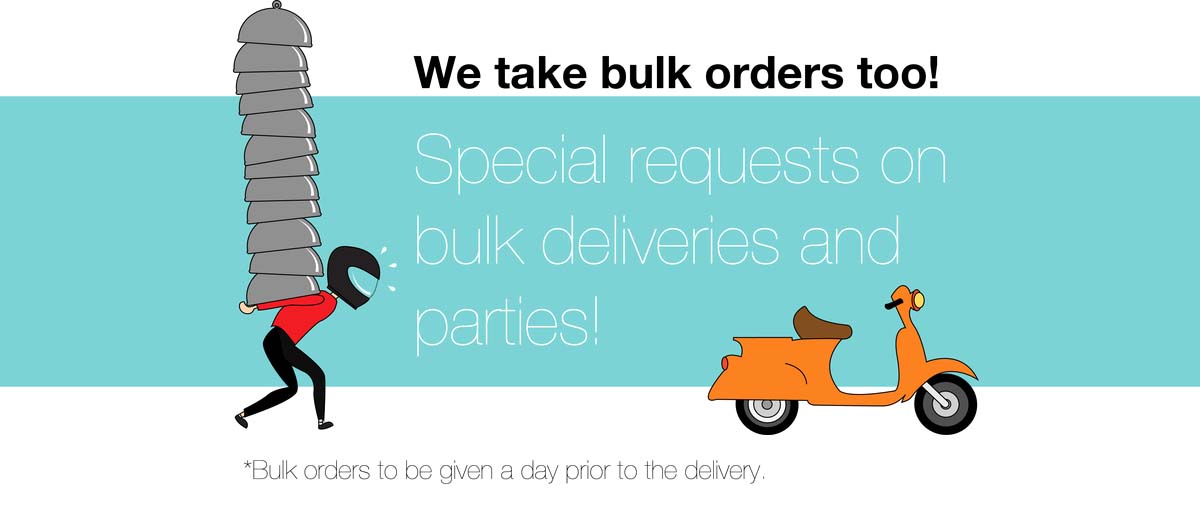 We take bulk orders too!
Special requests on
bulk deliveries and
parties!
*Bulk orders to be given a day prior to the delivery.